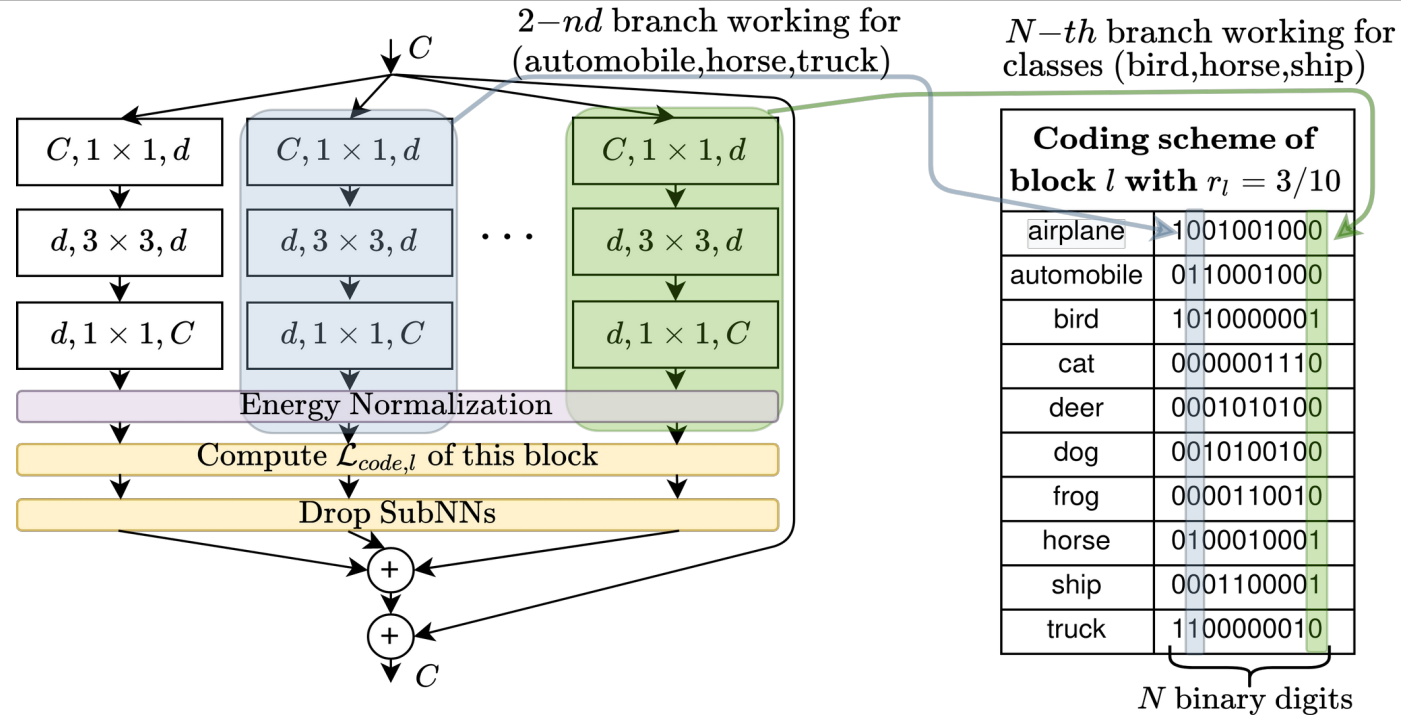 2−nd branch working for
(automobile,horse,truck)
N−th branch working for
classes (bird,horse,ship)
C
C, 1 × 1, d
C, 1 × 1, d
C, 1 × 1, d
d, 3 × 3, d
d, 3 × 3, d
. . .
d, 3 × 3, d
d, 1 × 1, C
d, 1 × 1, C
d, 1 × 1, C
Energy Normalization
Compute ℒcode,l of this block
Drop SubNNs
+
+
C
Coding scheme of
block l with rl = 3/10
airplane 1001001000
automobile 0110001000
bird 1010000001
cat 0000001110
deer 0001010100
dog 0010100100
frog 0000110010
horse 0100010001
ship 0001100001
truck 1100000010
N binary digits